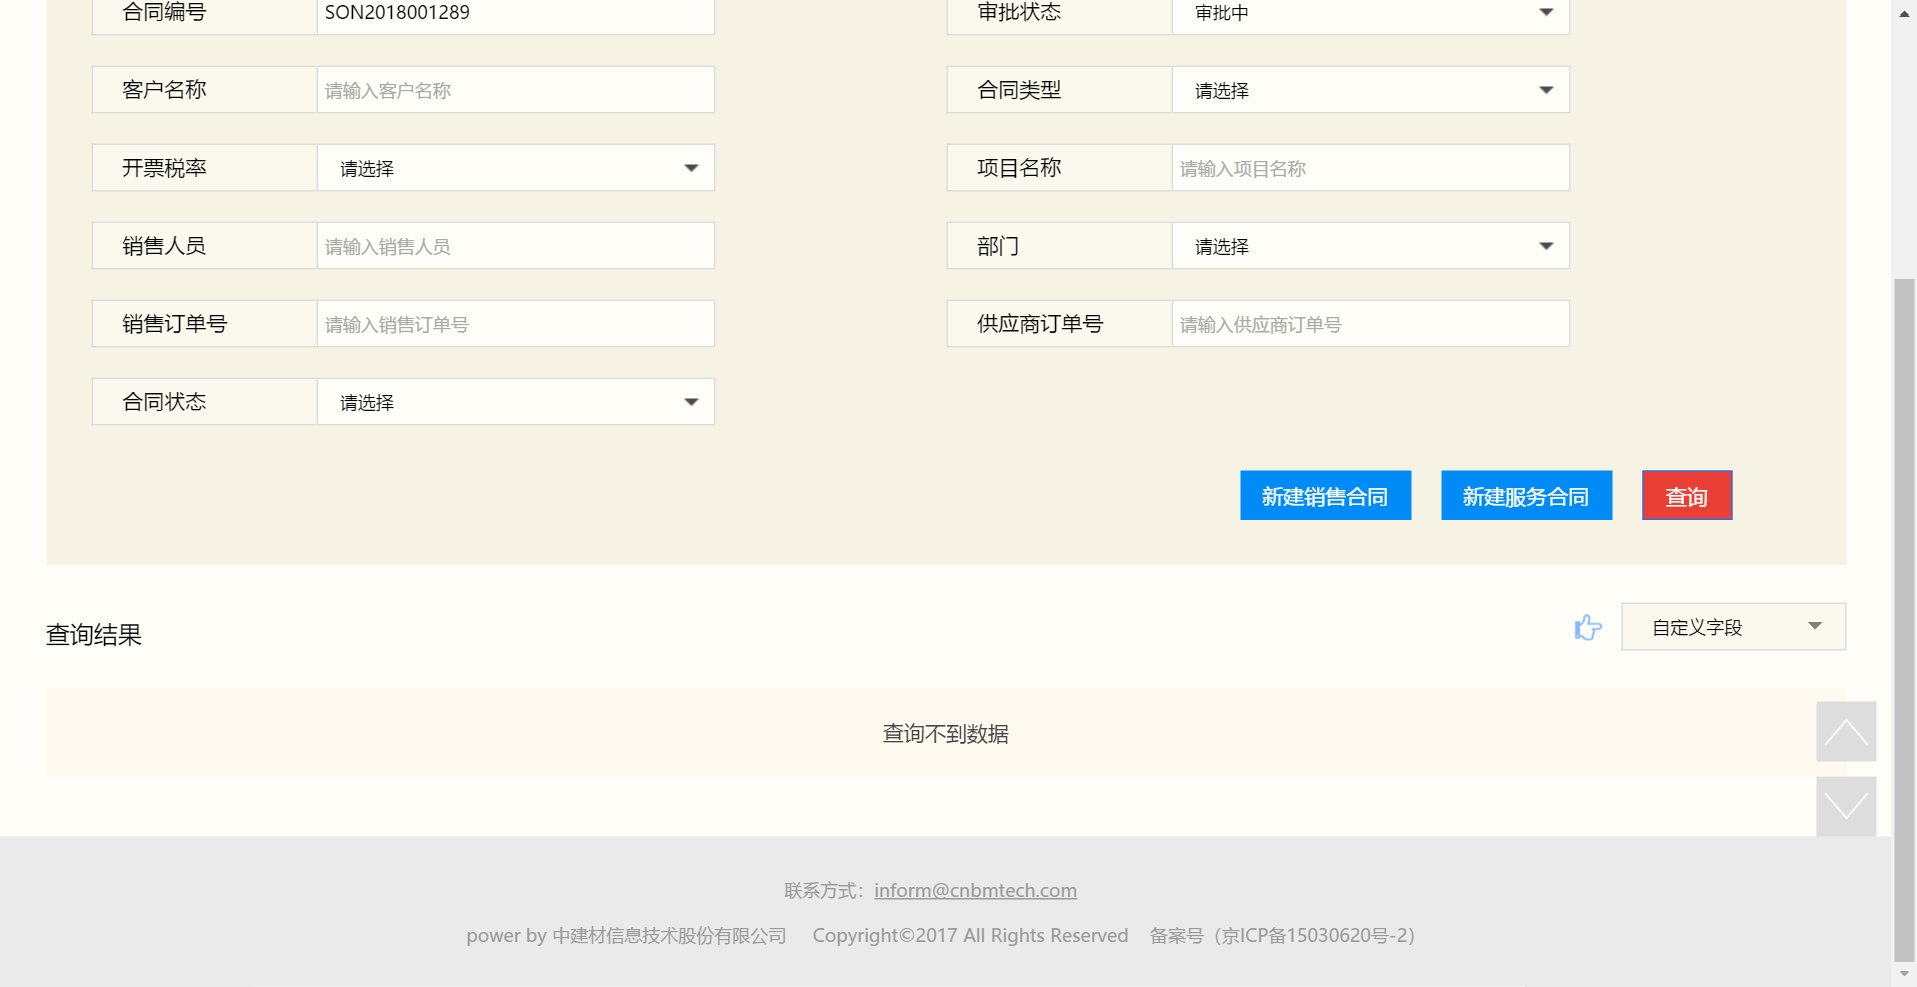 合同编号 SON2018001289 审批状态 审批中
客户名称 请输入客户名称 合同类型 请选择
开票税率 请选择 项目名称 请输入项目名称
销售人员 请输入销售人员 部门 请选择
销售订单号 请输入销售订单号 供应商订单号 请输入供应商订单号
合同状态 请选择
新建销售合同 新建服务合同 查询
查询结果 自定义字段
查询不到数据
联系方式：inform@cnbmtech.com
power by 中建材信息技术股份有限公司 Copyright©2017 All Rights Reserved 备案号（京ICP备15030620号-2）